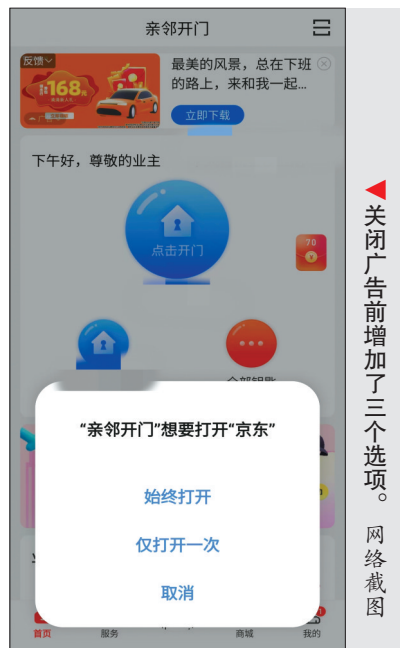 亲邻开门
反馈
168
最美的风景，总在下班
的路上，来和我一起...
立即下载
下午好，尊敬的业主
点击开门
70
"亲邻开门"想要打开"京东"
始终打开
仅打开一次
取消
首页
服务
商城
我的
关闭广告前增加了三个选项。
网络截图